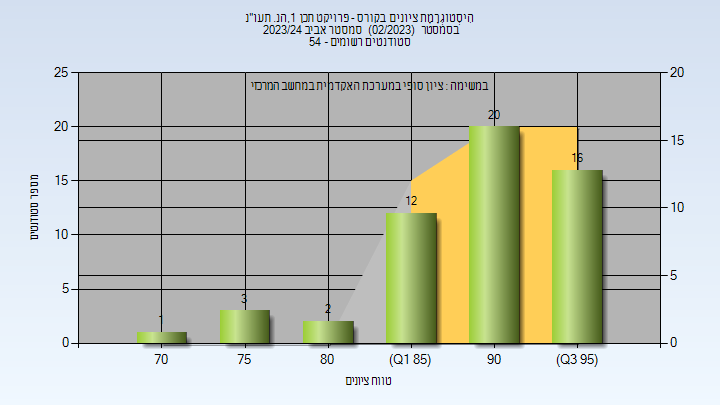 היסטוגרמת ציונים בקורס - פרויקט תכן 1,הנ. תעו"נ
בסמסטר (02/2023) סמסטר אביב 2023/24
סטודנטים רשומים - 54
במשימה : ציון סופי במערכת האקדמית במחשב המרכזי
25
20
15
10
5
0
20
15
10
5
0
מספר סטודנטים
1
3
2
12
20
16
70
75
80
(Q1 85)
90
(Q3 95)
טווח ציונים